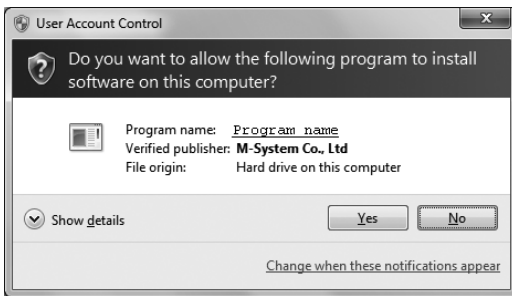 User Account Control
Do you want to allow the following program to install
software on this computer?
Program name: Program name
Verified publisher: M-System Co., Ltd
File origin: Hard drive on this computer
Show details
Yes
No
Change when these notifications appear